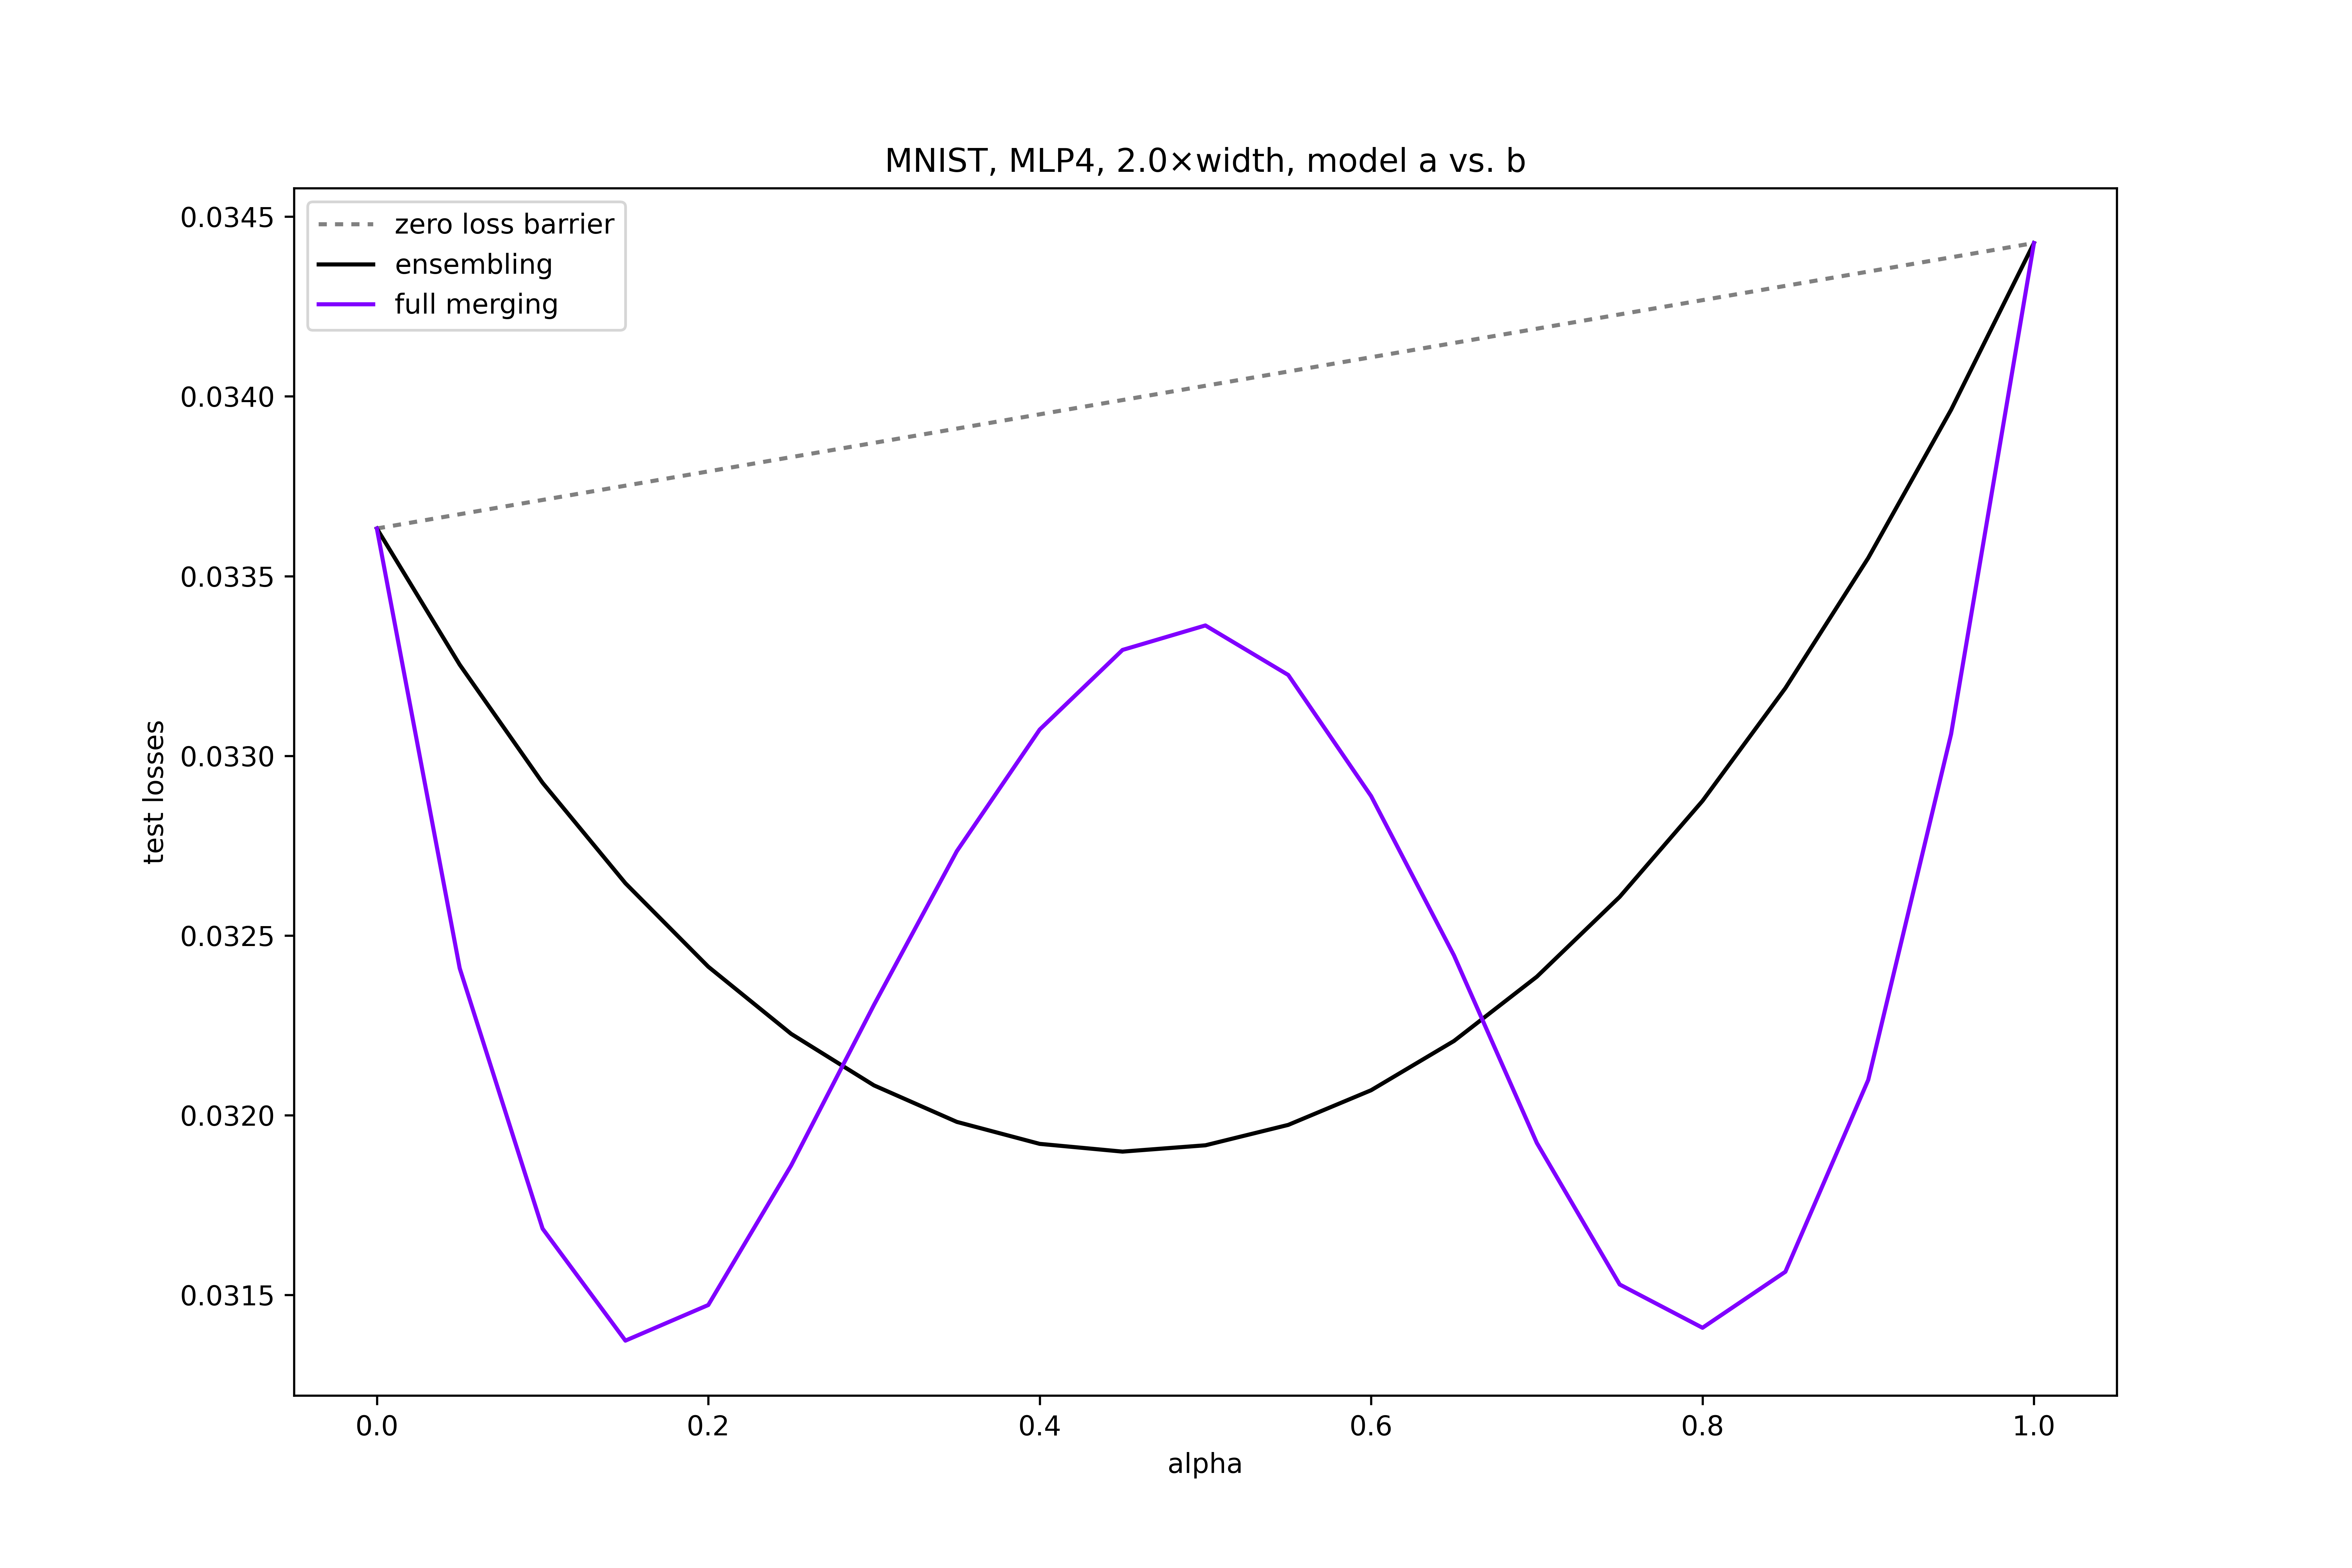 MNIST, MLP4, 2.0×width, model a vs. b
zero loss barrier
ensembling
full merging
0.0345
0.0340
0.0335
0.0330
0.0325
0.0320
0.0315
test losses
0.0 0.2 0.4 0.6 0.8 1.0
alpha